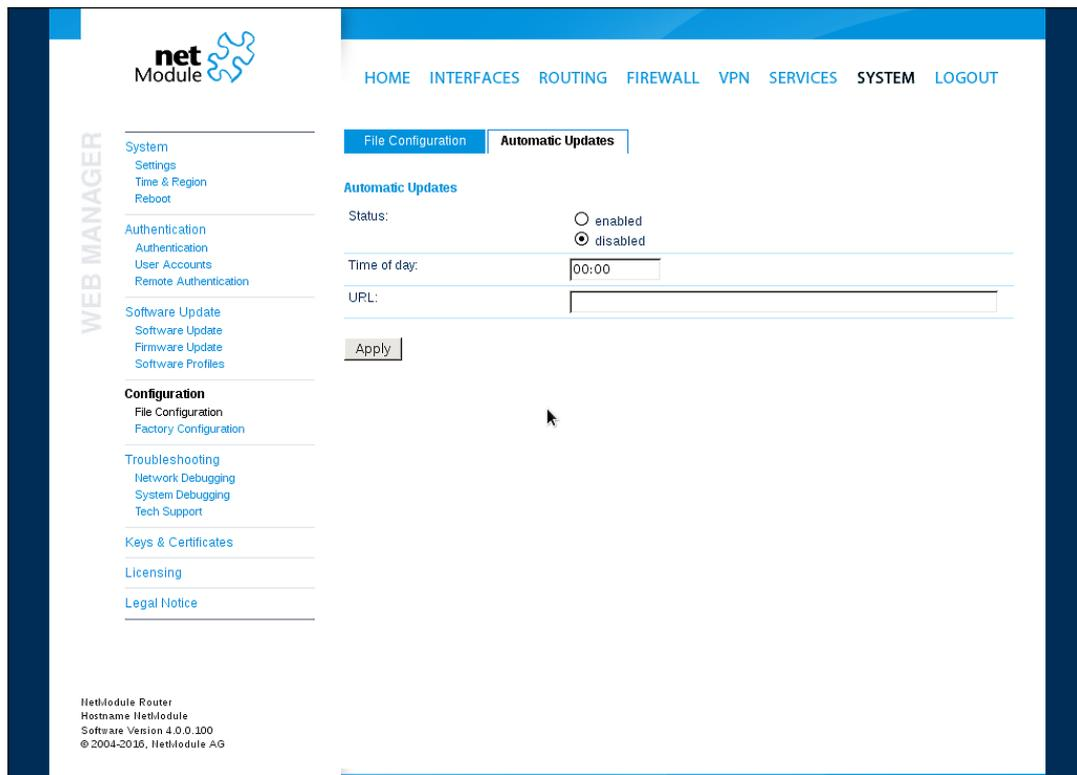 net
Module
HOME INTERFACES ROUTING FIREWALL VPN SERVICES SYSTEM LOGOUT
WEB MANAGER
System
Settings
Time & Region
Reboot
Authentication
Authentication
User Accounts
Remote Authentication
Software Update
Software Update
Firmware Update
Software Profiles
Configuration
File Configuration
Factory Configuration
Troubleshooting
Network Debugging
System Debugging
Tech Support
Keys & Certificates
Licensing
Legal Notice
File Configuration Automatic Updates
Automatic Updates
Status:
enabled
disabled
Time of day: 00:00
URL:
Apply
NetModule Router
Hostname NetModule
Software Version 4.0.0.100
© 2004-2016, NetModule AG